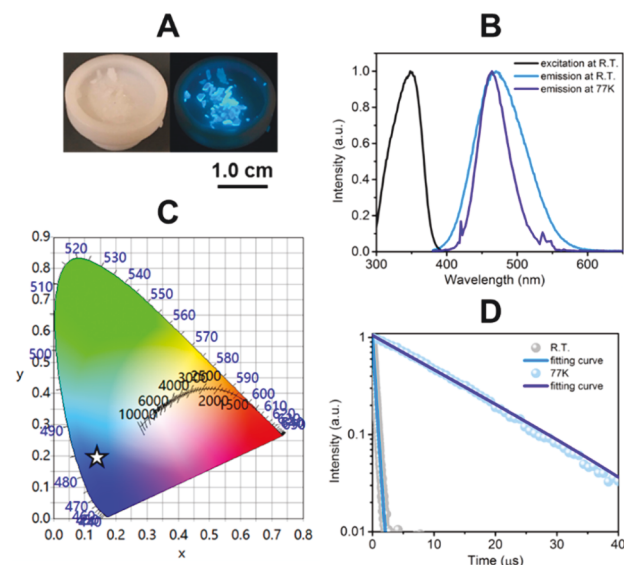 A
1.0 cm
B
excitation at R.T.
emission at R.T.
emission at 77K
Intensity (a.u.)
1.0
0.8
0.6
0.4
0.2
0.0
300
400
500
600
Wavelength (nm)
C
y
0.9
0.8
0.7
0.6
0.5
0.4
0.3
0.2
0.1
0.0
520
530
540
550
560
570
580
590
600
610
620
510
500
490
480
470
2500
3000
4000
6000
10000
2000
1500
0.0 0.1 0.2 0.3 0.4 0.5 0.6 0.7 0.8
x
D
R.T.
fitting curve
77K
fitting curve
Intensity (a.u.)
1
0.1
0.01
0
10
20
30
40
Time (μs)